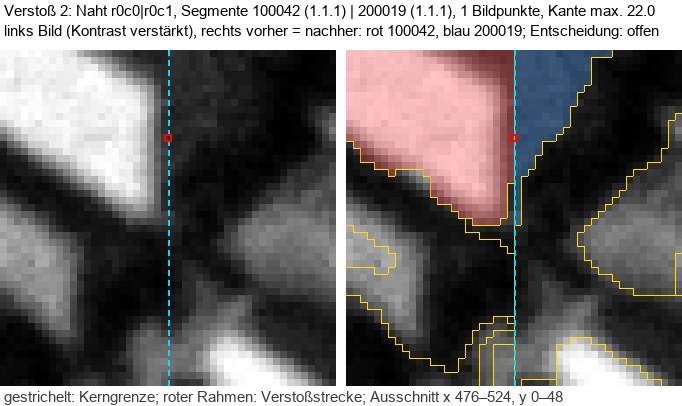 Verstoß 2: Naht r0c0|r0c1, Segmente 100042 (1.1.1) | 200019 (1.1.1), 1 Bildpunkte, Kante max. 22.0
links Bild (Kontrast verstärkt), rechts vorher = nachher: rot 100042, blau 200019; Entscheidung: offen
gestrichelt: Kerngrenze; roter Rahmen: Verstoßstrecke; Ausschnitt x 476–524, y 0–48